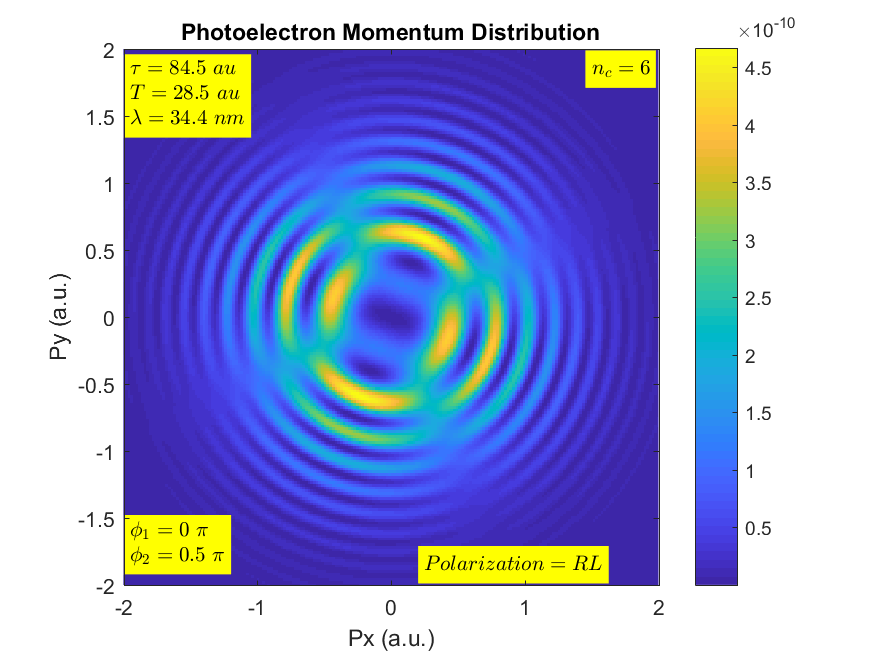 Photoelectron Momentum Distribution
×10⁻¹⁰
τ = 84.5 au
T = 28.5 au
λ = 34.4 nm
n_c = 6
ϕ₁ = 0 π
ϕ₂ = 0.5 π
Polarization = RL
2
1.5
1
0.5
0
-0.5
-1
-1.5
-2
Py (a.u.)
-2
-1
0
1
2
Px (a.u.)
4.5
4
3.5
3
2.5
2
1.5
1
0.5